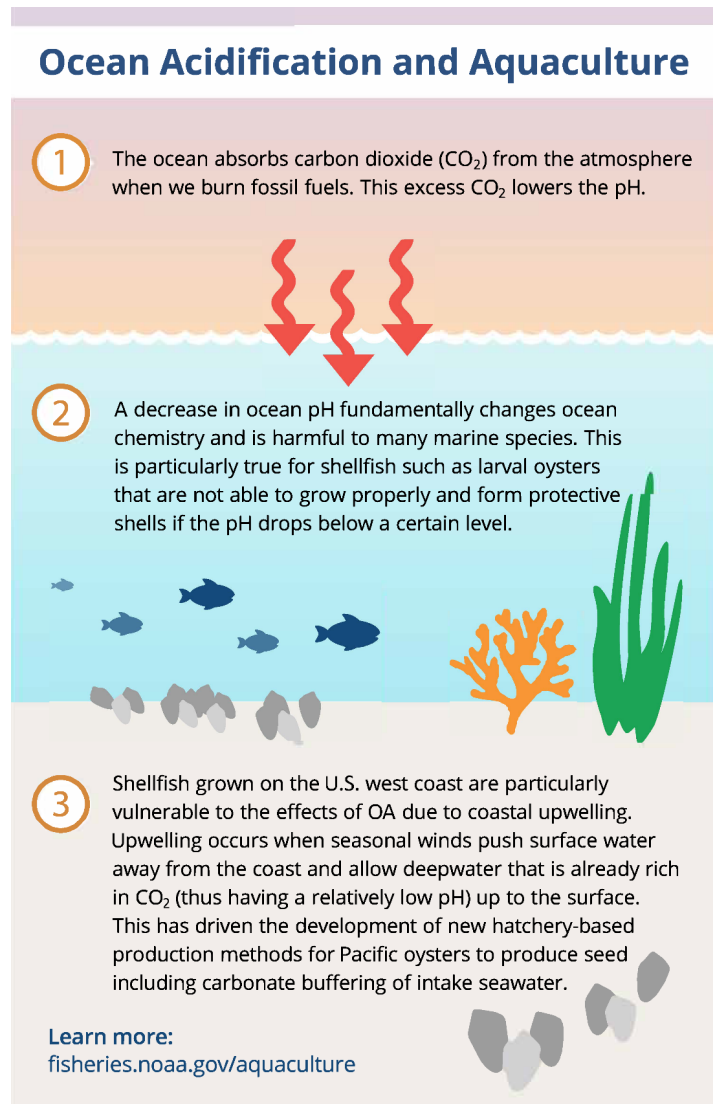 Ocean Acidification and Aquaculture
1
The ocean absorbs carbon dioxide (CO₂) from the atmosphere
when we burn fossil fuels. This excess CO₂ lowers the pH.
2
A decrease in ocean pH fundamentally changes ocean
chemistry and is harmful to many marine species. This
is particularly true for shellfish such as larval oysters
that are not able to grow properly and form protective
shells if the pH drops below a certain level.
3
Shellfish grown on the U.S. west coast are particularly
vulnerable to the effects of OA due to coastal upwelling.
Upwelling occurs when seasonal winds push surface water
away from the coast and allow deepwater that is already rich
in CO₂ (thus having a relatively low pH) up to the surface.
This has driven the development of new hatchery-based
production methods for Pacific oysters to produce seed
including carbonate buffering of intake seawater.
Learn more:
fisheries.noaa.gov/aquaculture